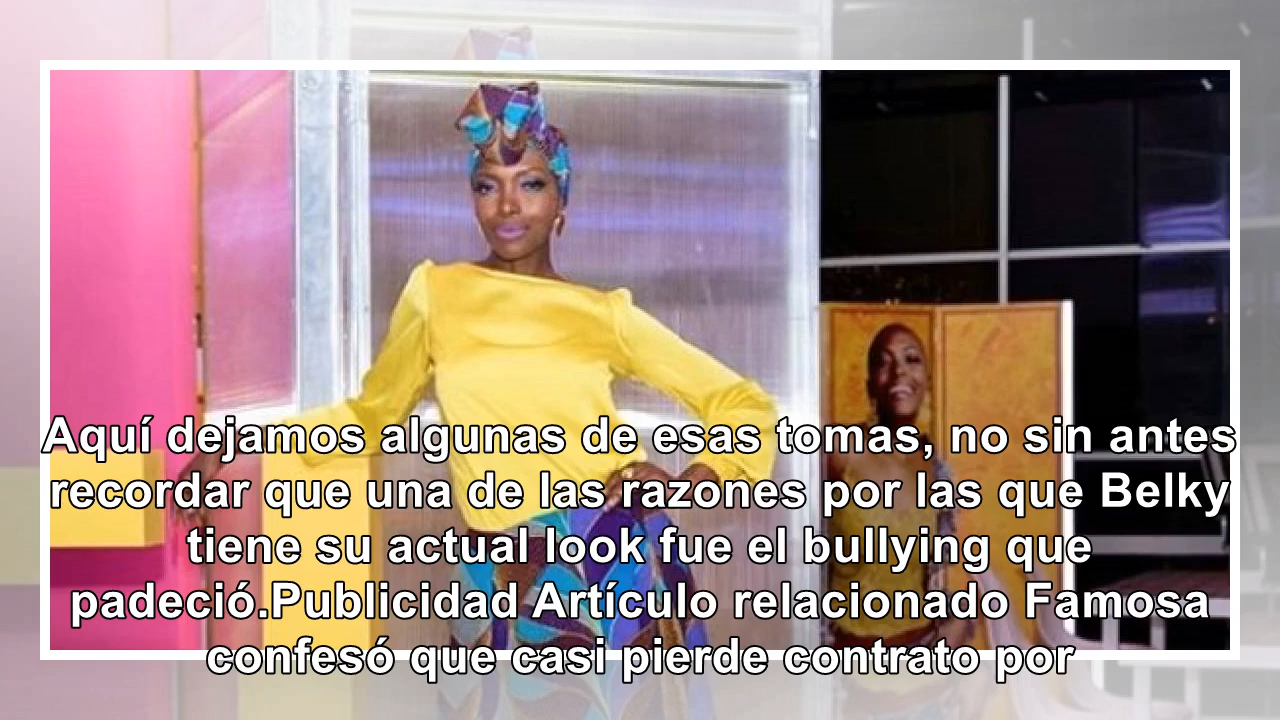 Aquí dejamos algunas de esas tomas, no sin antes
recordar que una de las razones por las que Belky
tiene su actual look fue el bullying que
padeció.Publicidad Artículo relacionado Famosa
confesó que casi pierde contrato por